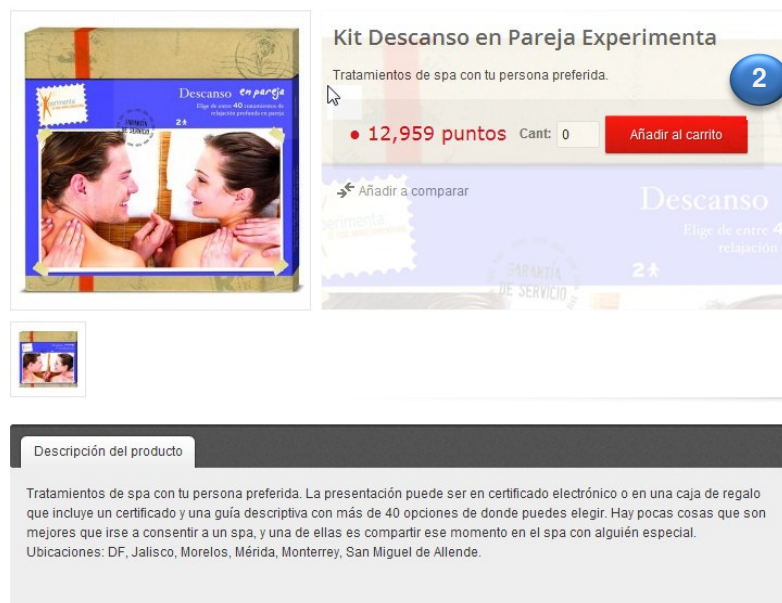 Kit Descanso en Pareja Experimenta
Tratamientos de spa con tu persona preferida.
2
12,959 puntos Cant: 0 Añadir al carrito
Añadir a comparar
Descanso en pareja
Elige de entre 40 tratamientos de
relajación profunda en pareja
GARANTÍA
DE SERVICIO
2
Descanso
Elige de entre 4
relajación
perimenta
GARANTÍA
DE SERVICIO
2
Descripción del producto
Tratamientos de spa con tu persona preferida. La presentación puede ser en certificado electrónico o en una caja de regalo
que incluye un certificado y una guía descriptiva con más de 40 opciones de donde puedes elegir. Hay pocas cosas que son
mejores que irse a consentir a un spa, y una de ellas es compartir ese momento en el spa con alguién especial.
Ubicaciones: DF, Jalisco, Morelos, Mérida, Monterrey, San Miguel de Allende.